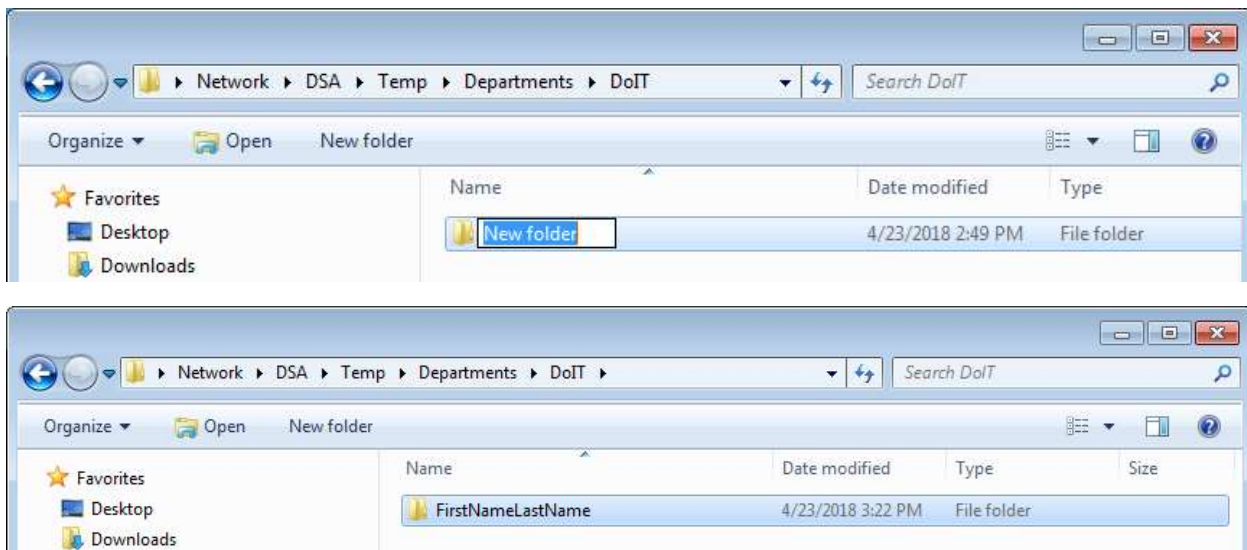 Network DSA Temp Departments DoIT Search DoIT
Organize Open New folder
Name Date modified Type
Favorites
New folder 4/23/2018 2:49 PM File folder
Desktop
Downloads
Network DSA Temp Departments DoIT Search DoIT
Organize Open New folder
Name Date modified Type Size
Favorites
FirstNameLastName 4/23/2018 3:22 PM File folder
Desktop
Downloads